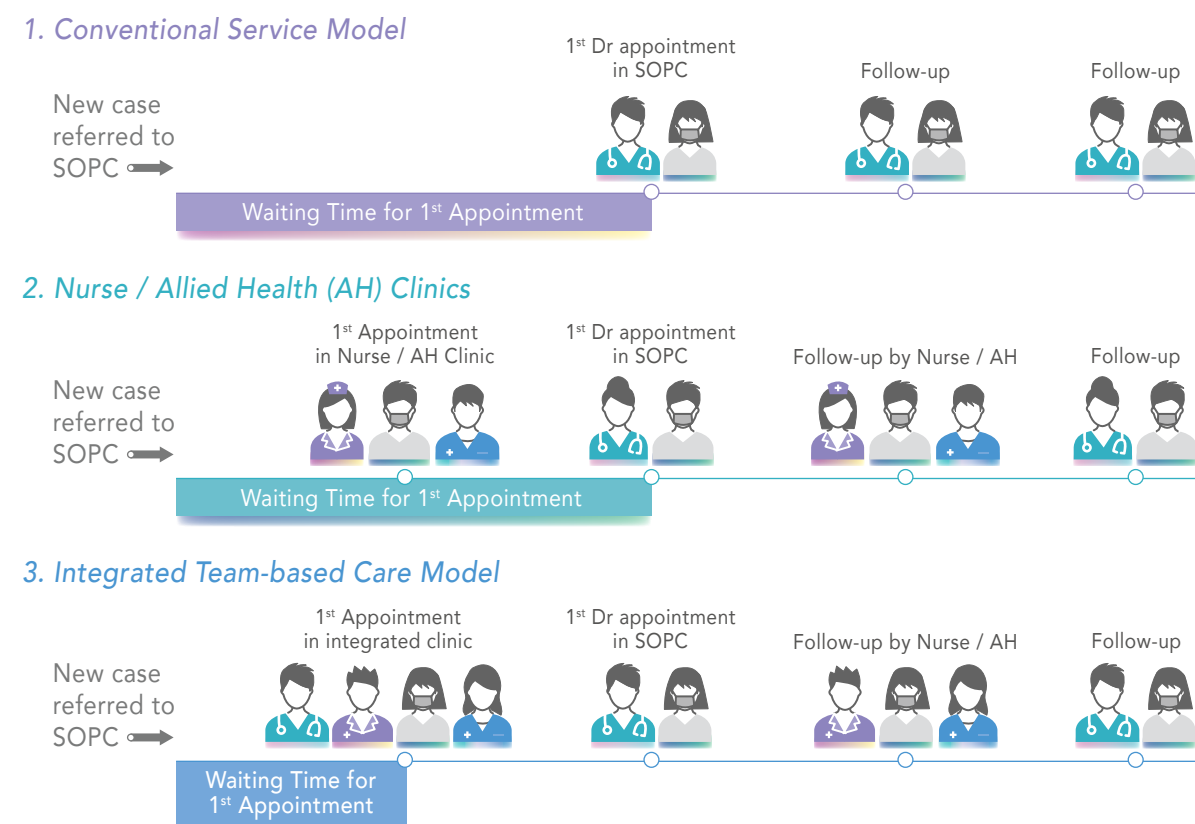 1. Conventional Service Model
1st Dr appointment
in SOPC
Follow-up
Follow-up
New case
referred to
SOPC
Waiting Time for 1st Appointment
2. Nurse / Allied Health (AH) Clinics
1st Appointment
in Nurse / AH Clinic
1st Dr appointment
in SOPC
Follow-up by Nurse / AH
Follow-up
New case
referred to
SOPC
Waiting Time for 1st Appointment
3. Integrated Team-based Care Model
1st Appointment
in integrated clinic
1st Dr appointment
in SOPC
Follow-up by Nurse / AH
Follow-up
New case
referred to
SOPC
Waiting Time for
1st Appointment